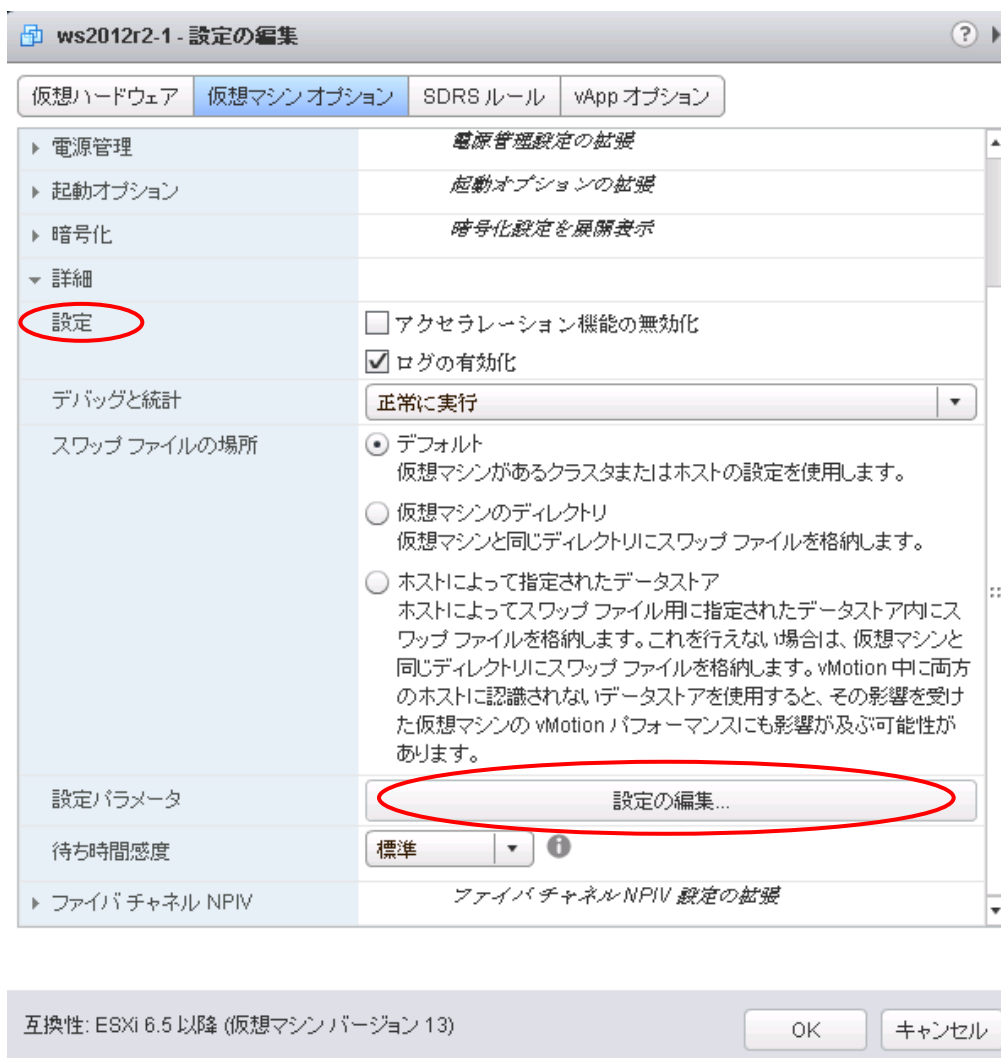 ws2012r2-1 - 設定の編集
仮想ハードウェア 仮想マシン オプション SDRS ルール vApp オプション
電源管理 電源管理設定の拡張
起動オプション 起動オプションの拡張
暗号化 暗号化設定を展開表示
詳細
設定 アクセラレーション機能の無効化
ログの有効化
デバッグと統計 正常に実行
スワップ ファイルの場所 デフォルト
仮想マシンがあるクラスタまたはホストの設定を使用します。
仮想マシンのディレクトリ
仮想マシンと同じディレクトリにスワップ ファイルを格納します。
ホストによって指定されたデータストア
ホストによってスワップ ファイル用に指定されたデータストア内にス
ワップ ファイルを格納します。これを行えない場合は、仮想マシンと
同じディレクトリにスワップ ファイルを格納します。vMotion 中に両方
のホストに認識されないデータストアを使用すると、その影響を受け
た仮想マシンの vMotion パフォーマンスにも影響が及ぶ可能性が
あります。
設定パラメータ 設定の編集...
待ち時間感度 標準
ファイバ チャネル NPIV ファイバ チャネル NPIV 設定の拡張
互換性: ESXi 6.5 以降 (仮想マシン バージョン 13) OK キャンセル